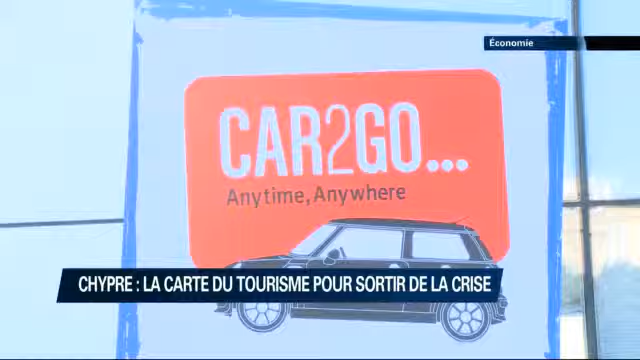 Économie
CAR2GO...
Anytime, Anywhere
CHYPRE : LA CARTE DU TOURISME POUR SORTIR DE LA CRISE